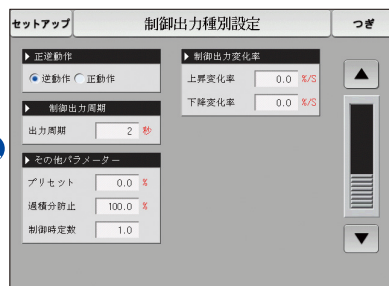 セットアップ 制御出力種別設定 つぎ
▶ 正逆動作
逆動作 正動作
▶ 制御出力周期
出力周期 2 秒
▶ その他パラメーター
プリセット 0.0 %
過積分防止 100.0 %
制御時定数 1.0
▶ 制御出力変化率
上昇変化率 0.0 %/S
下降変化率 0.0 %/S